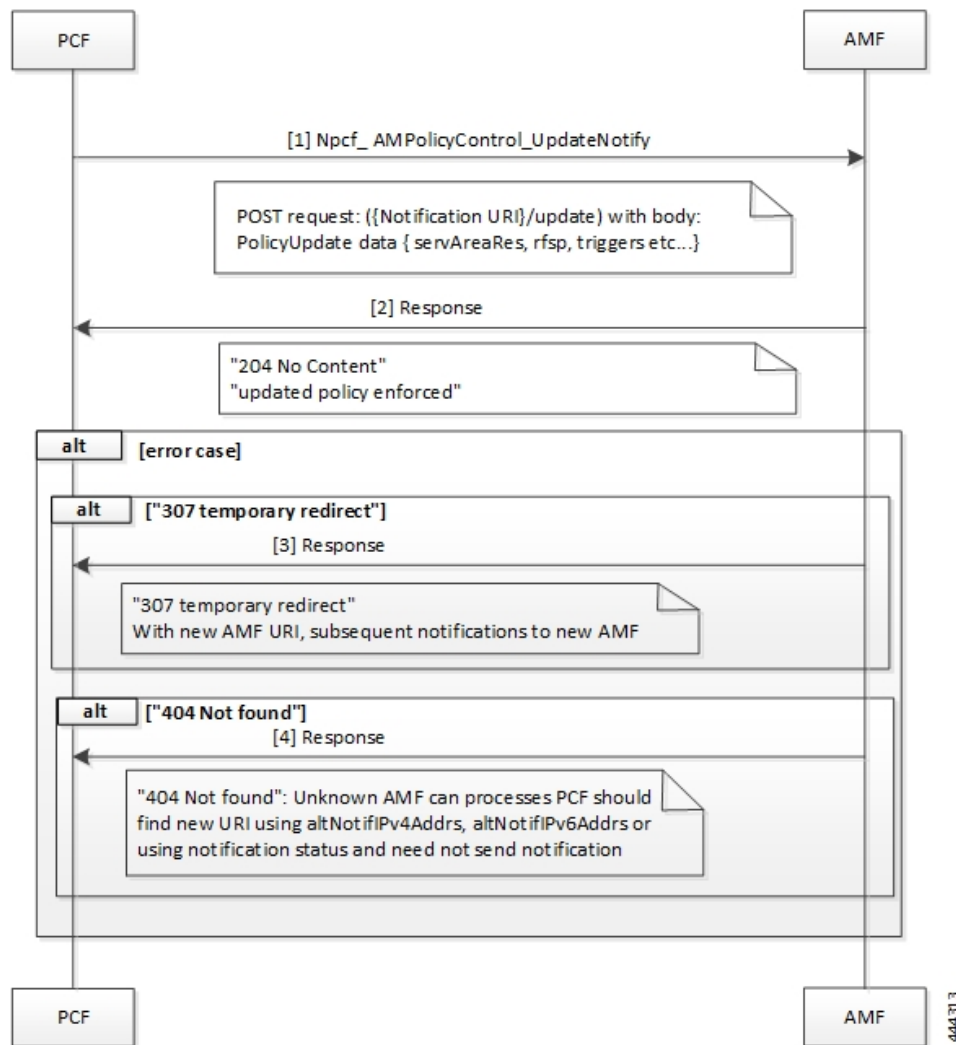 PCF
AMF
[1] Npcf_ AMPolicyControl_UpdateNotify
POST request: ({Notification URI}/update) with body:
PolicyUpdate data { servAreaRes, rfsp, triggers etc...}
[2] Response
"204 No Content"
"updated policy enforced"
alt
[error case]
alt
["307 temporary redirect"]
[3] Response
"307 temporary redirect"
With new AMF URI, subsequent notifications to new AMF
alt
["404 Not found"]
[4] Response
"404 Not found": Unknown AMF can processes PCF should
find new URI using altNotifIPv4Addrs, altNotifIPv6Addrs or
using notification status and need not send notification
PCF
AMF
444313